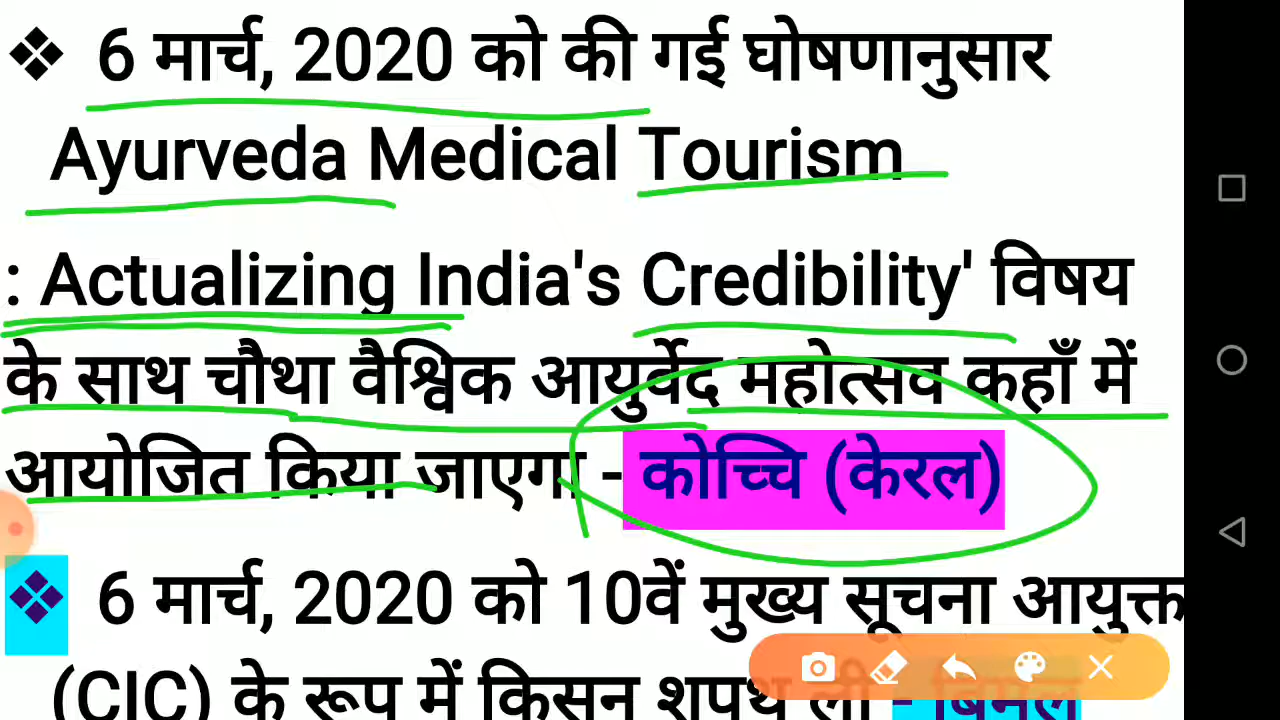 ❖ 6 मार्च, 2020 को की गई घोषणानुसार
Ayurveda Medical Tourism
: Actualizing India's Credibility' विषय
के साथ चौथा वैश्विक आयुर्वेद महोत्सव कहाँ में
आयोजित किया जाएगा - कोच्चि (केरल)
❖ 6 मार्च, 2020 को 10वें मुख्य सूचना आयुक्त
(CIC) के रूप में किसन शपथ ली - बिमल